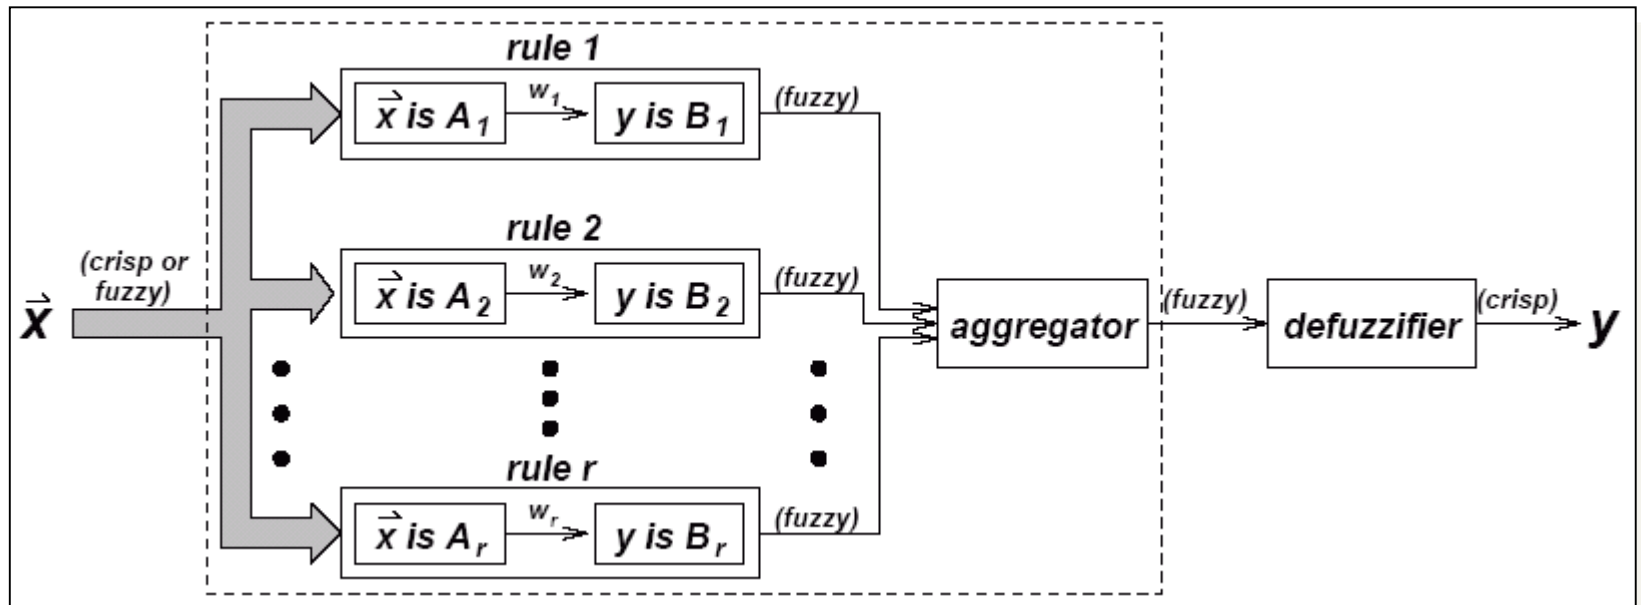 rule 1
x⃗ is A₁
w₁
y is B₁
(fuzzy)
rule 2
x⃗ is A₂
w₂
y is B₂
(fuzzy)
(crisp or
fuzzy)
x⃗
aggregator
(fuzzy)
defuzzifier
(crisp)
y
rule r
x⃗ is Aᵣ
wᵣ
y is Bᵣ
(fuzzy)